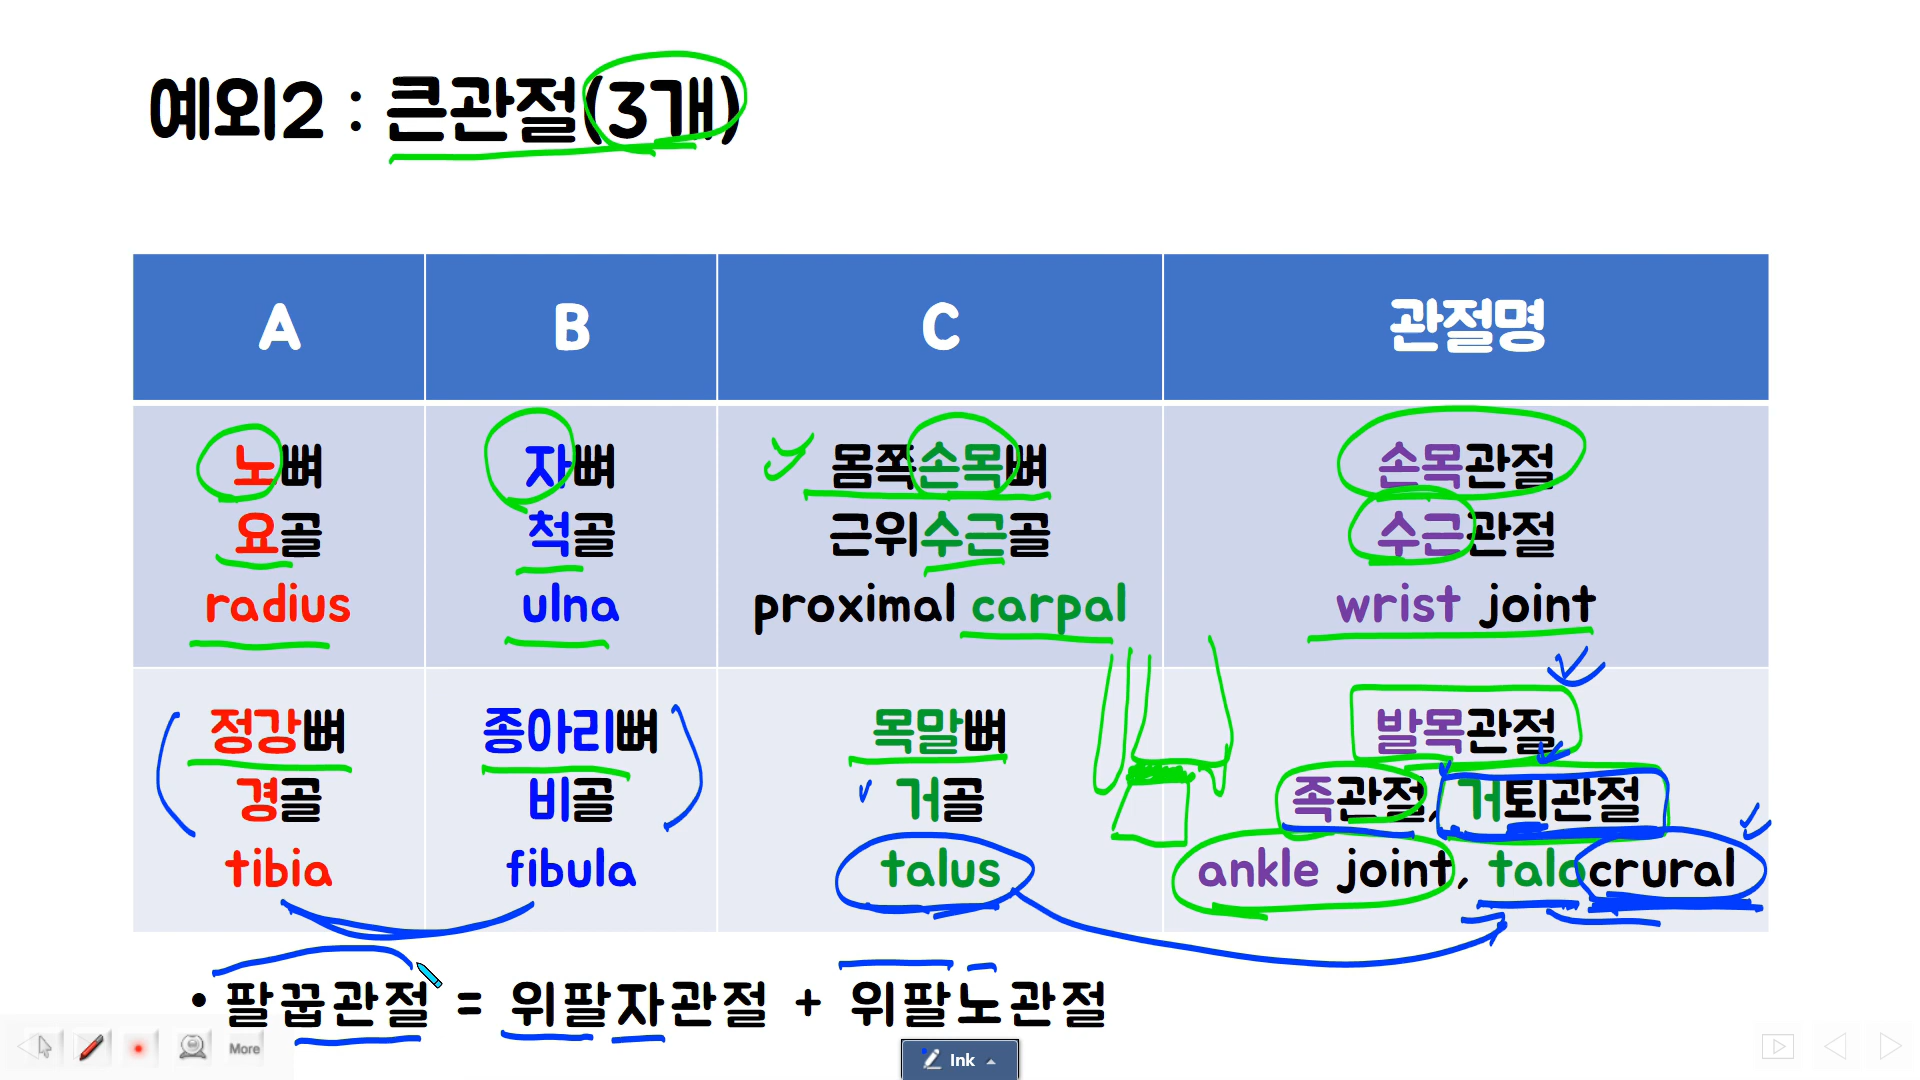 예외2 : 큰관절(3개)
A B C 관절명
노뼈 자뼈 몸쪽손목뼈 손목관절
요골 척골 근위수근골 수근관절
radius ulna proximal carpal wrist joint
정강뼈 종아리뼈 목말뼈 발목관절
경골 비골 거골 족관절, 거퇴관절
tibia fibula talus ankle joint, talocrural
• 팔꿉관절 = 위팔자관절 + 위팔노관절
More
Ink